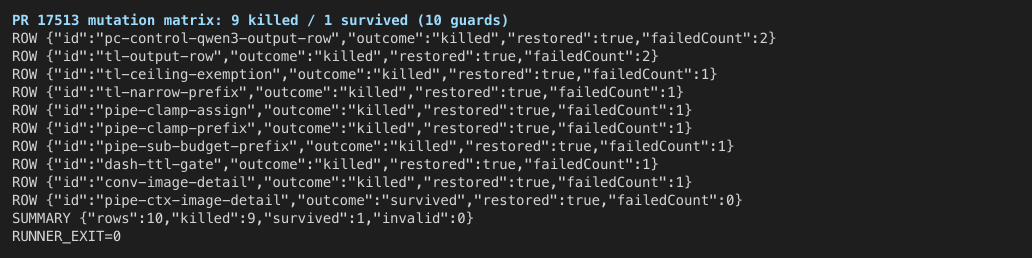 PR 17513 mutation matrix: 9 killed / 1 survived (10 guards)
ROW {"id":"pc-control-qwen3-output-row","outcome":"killed","restored":true,"failedCount":2}
ROW {"id":"tl-output-row","outcome":"killed","restored":true,"failedCount":2}
ROW {"id":"tl-ceiling-exemption","outcome":"killed","restored":true,"failedCount":1}
ROW {"id":"tl-narrow-prefix","outcome":"killed","restored":true,"failedCount":1}
ROW {"id":"pipe-clamp-assign","outcome":"killed","restored":true,"failedCount":1}
ROW {"id":"pipe-clamp-prefix","outcome":"killed","restored":true,"failedCount":1}
ROW {"id":"pipe-sub-budget-prefix","outcome":"killed","restored":true,"failedCount":1}
ROW {"id":"dash-ttl-gate","outcome":"killed","restored":true,"failedCount":1}
ROW {"id":"conv-image-detail","outcome":"killed","restored":true,"failedCount":1}
ROW {"id":"pipe-ctx-image-detail","outcome":"survived","restored":true,"failedCount":0}
SUMMARY {"rows":10,"killed":9,"survived":1,"invalid":0}
RUNNER_EXIT=0